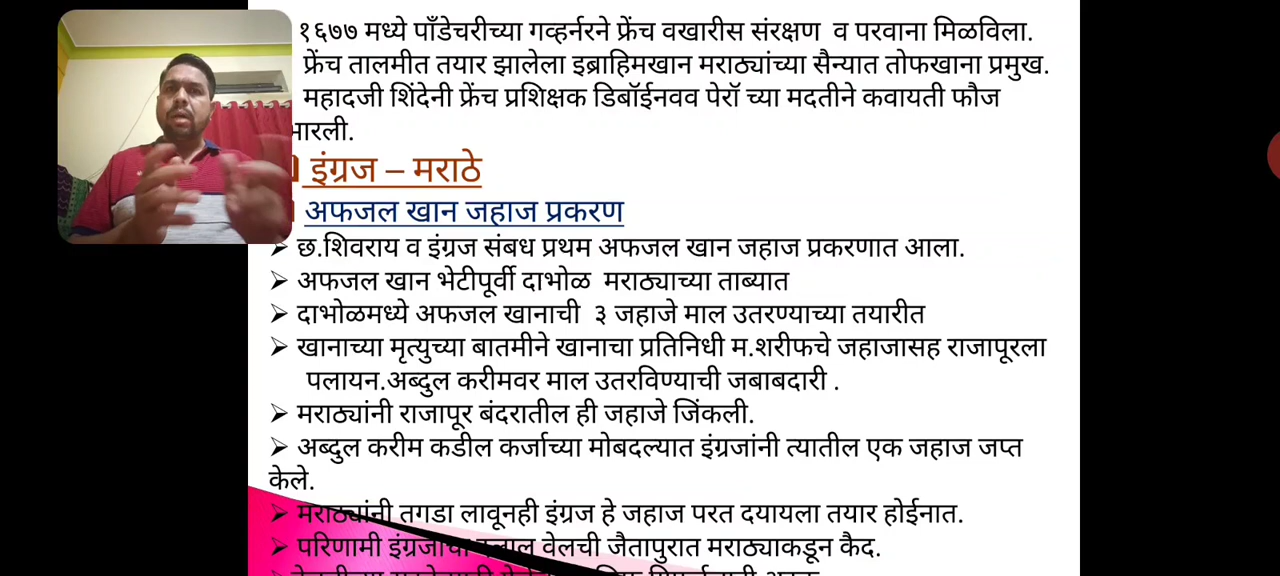 १६७७ मध्ये पाँडेचरीच्या गव्हर्नरने फ्रेंच वखारीस संरक्षण व परवाना मिळविला.
फ्रेंच तालमीत तयार झालेला इब्राहिमखान मराठ्यांच्या सैन्यात तोफखाना प्रमुख.
महादजी शिंदेनी फ्रेंच प्रशिक्षक डिबॉईनवव पेरॉ च्या मदतीने कवायती फौज
भारली.
इंग्रज – मराठे
अफजल खान जहाज प्रकरण
➢ छ.शिवराय व इंग्रज संबध प्रथम अफजल खान जहाज प्रकरणात आला.
➢ अफजल खान भेटीपूर्वी दाभोळ मराठ्याच्या ताब्यात
➢ दाभोळमध्ये अफजल खानाची ३ जहाजे माल उतरण्याच्या तयारीत
➢ खानाच्या मृत्युच्या बातमीने खानाचा प्रतिनिधी म.शरीफचे जहाजासह राजापूरला
पलायन.अब्दुल करीमवर माल उतरविण्याची जबाबदारी .
➢ मराठ्यांनी राजापूर बंदरातील ही जहाजे जिंकली.
➢ अब्दुल करीम कडील कर्जाच्या मोबदल्यात इंग्रजांनी त्यातील एक जहाज जप्त
केले.
➢ मराठ्यांनी तगडा लावूनही इंग्रज हे जहाज परत दयायला तयार होईनात.
➢ परिणामी इंग्रजांचा दलाल वेलची जैतापुरात मराठ्याकडून कैद.